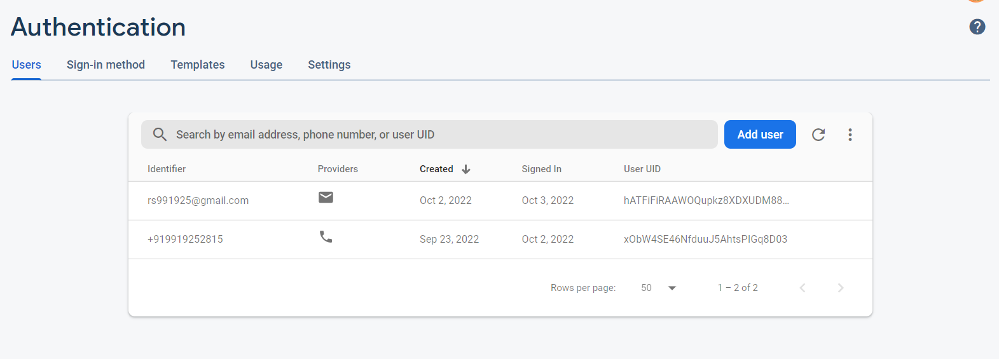 Authentication
Users Sign-in method Templates Usage Settings
Search by email address, phone number, or user UID Add user
Identifier Providers Created Signed In User UID
rs991925@gmail.com Oct 2, 2022 Oct 3, 2022 hATFiFiRAAWOQupkz8XDXUDM88...
+919919252815 Sep 23, 2022 Oct 2, 2022 xObW4SE46NfduuJ5AhtsPIGq8D03
Rows per page: 50 1 – 2 of 2